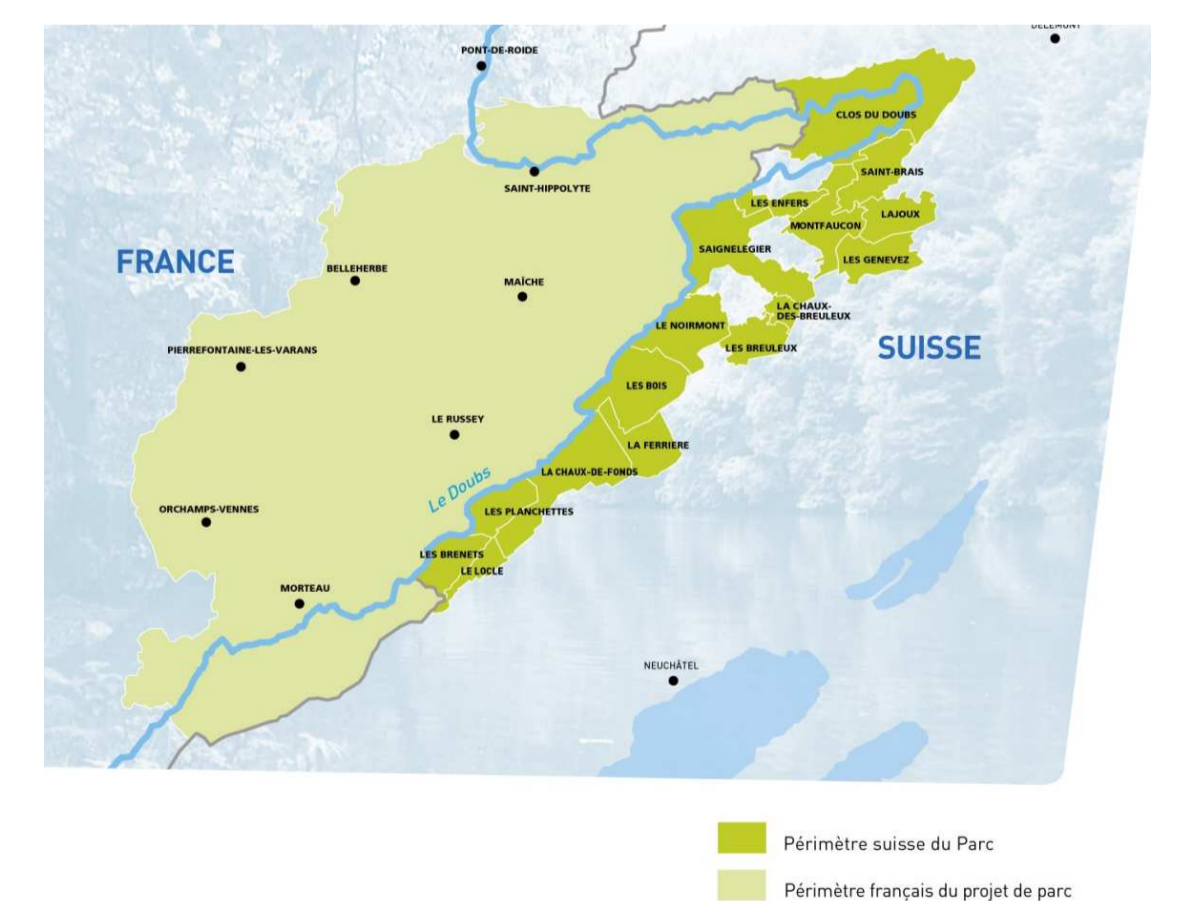 DELÉMONT
PONT-DE-ROIDE
CLOS DU DOUBS
SAINT-BRAIS
SAINT-HIPPOLYTE
LES ENFERS
LAJOUX
MONTFAUCON
SAIGNELEGIER
FRANCE
LES GENEVEZ
BELLEHERBE
MAÎCHE
LA CHAUX-
DES-BREULEUX
LE NOIRMONT
SUISSE
LES BREULEUX
PIERREFONTAINE-LES-VARANS
LES BOIS
LE RUSSEY
LA FERRIERE
LA CHAUX-DE-FONDS
Le Doubs
ORCHAMPS-VENNES
LES PLANCHETTES
LES BRENETS
LE LOCLE
MORTEAU
NEUCHÂTEL
Périmètre suisse du Parc
Périmètre français du projet de parc